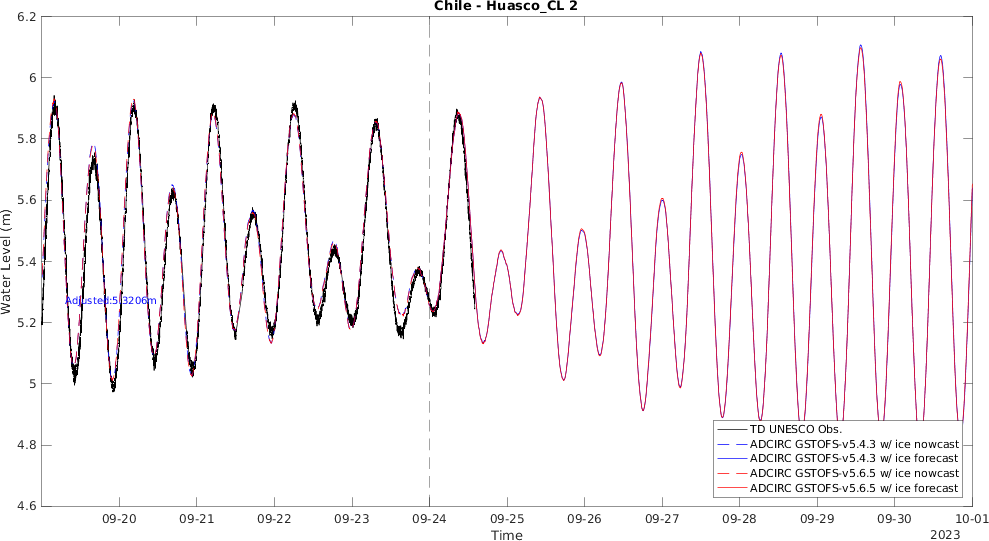 Chile - Huasco_CL 2
6.2
6
5.8
5.6
5.4
5.2
5
4.8
4.6
Water Level (m)
Adjusted:5.3206m
TD UNESCO Obs.
ADCIRC GSTOFS-v5.4.3 w/ ice nowcast
ADCIRC GSTOFS-v5.4.3 w/ ice forecast
ADCIRC GSTOFS-v5.6.5 w/ ice nowcast
ADCIRC GSTOFS-v5.6.5 w/ ice forecast
09-20 09-21 09-22 09-23 09-24 09-25 09-26 09-27 09-28 09-29 09-30 10-01
Time
2023